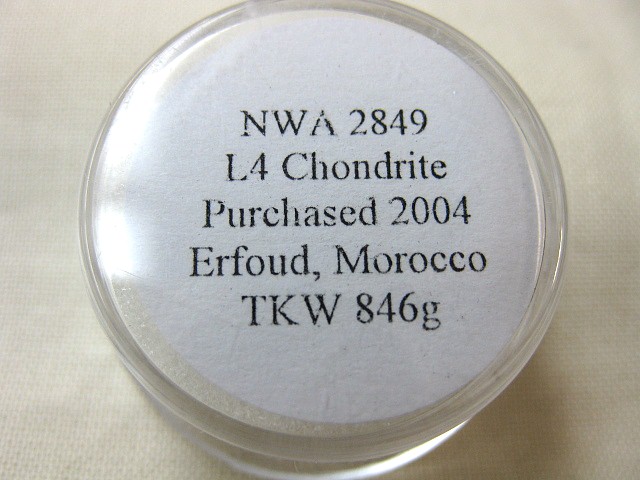 NWA 2849
L4 Chondrite
Purchased 2004
Erfoud, Morocco
TKW 846g